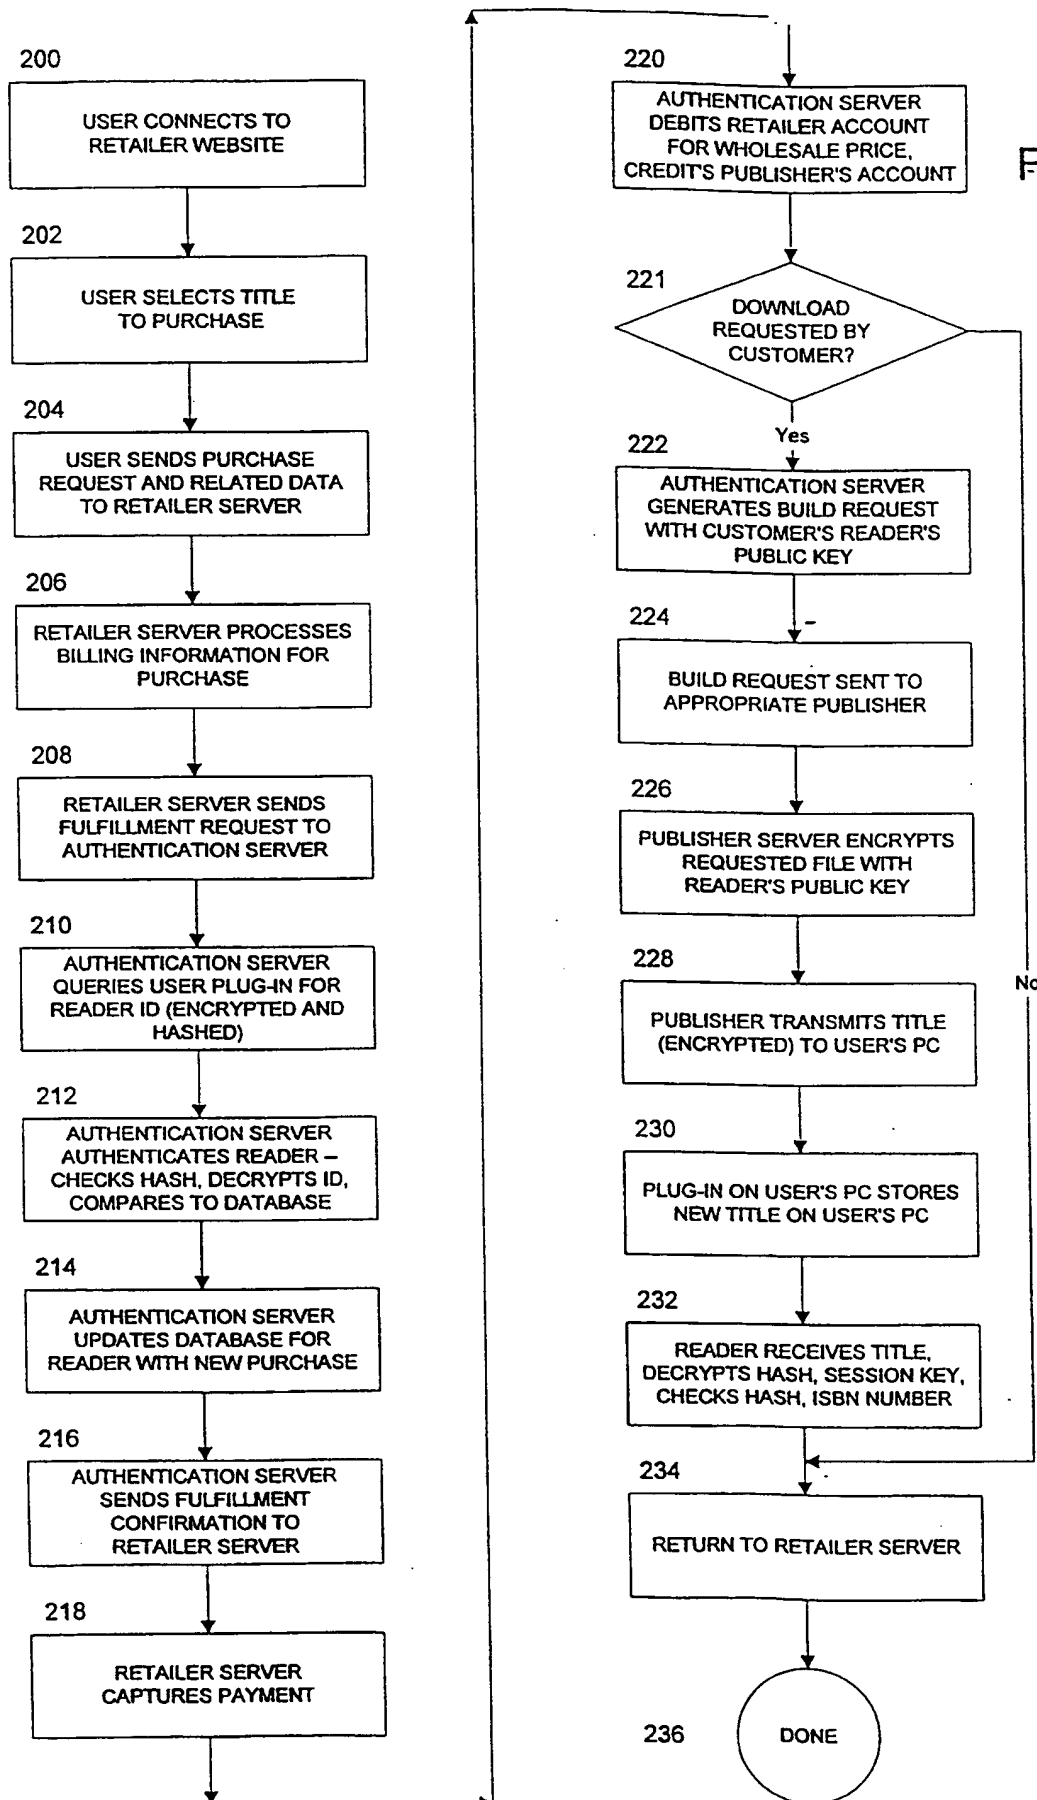 200
USER CONNECTS TO
RETAILER WEBSITE
202
USER SELECTS TITLE
TO PURCHASE
204
USER SENDS PURCHASE
REQUEST AND RELATED DATA
TO RETAILER SERVER
206
RETAILER SERVER PROCESSES
BILLING INFORMATION FOR
PURCHASE
208
RETAILER SERVER SENDS
FULFILLMENT REQUEST TO
AUTHENTICATION SERVER
210
AUTHENTICATION SERVER
QUERIES USER PLUG-IN FOR
READER ID (ENCRYPTED AND
HASHED)
212
AUTHENTICATION SERVER
AUTHENTICATES READER –
CHECKS HASH, DECRYPTS ID,
COMPARES TO DATABASE
214
AUTHENTICATION SERVER
UPDATES DATABASE FOR
READER WITH NEW PURCHASE
216
AUTHENTICATION SERVER
SENDS FULFILLMENT
CONFIRMATION TO
RETAILER SERVER
218
RETAILER SERVER
CAPTURES PAYMENT
220
AUTHENTICATION SERVER
DEBITS RETAILER ACCOUNT
FOR WHOLESALE PRICE,
CREDIT'S PUBLISHER'S ACCOUNT
221
DOWNLOAD
REQUESTED BY
CUSTOMER?
Yes
222
AUTHENTICATION SERVER
GENERATES BUILD REQUEST
WITH CUSTOMER'S READER'S
PUBLIC KEY
224
BUILD REQUEST SENT TO
APPROPRIATE PUBLISHER
226
PUBLISHER SERVER ENCRYPTS
REQUESTED FILE WITH
READER'S PUBLIC KEY
228
PUBLISHER TRANSMITS TITLE
(ENCRYPTED) TO USER'S PC
No
230
PLUG-IN ON USER'S PC STORES
NEW TITLE ON USER'S PC
232
READER RECEIVES TITLE,
DECRYPTS HASH, SESSION KEY,
CHECKS HASH, ISBN NUMBER
234
RETURN TO RETAILER SERVER
236
DONE